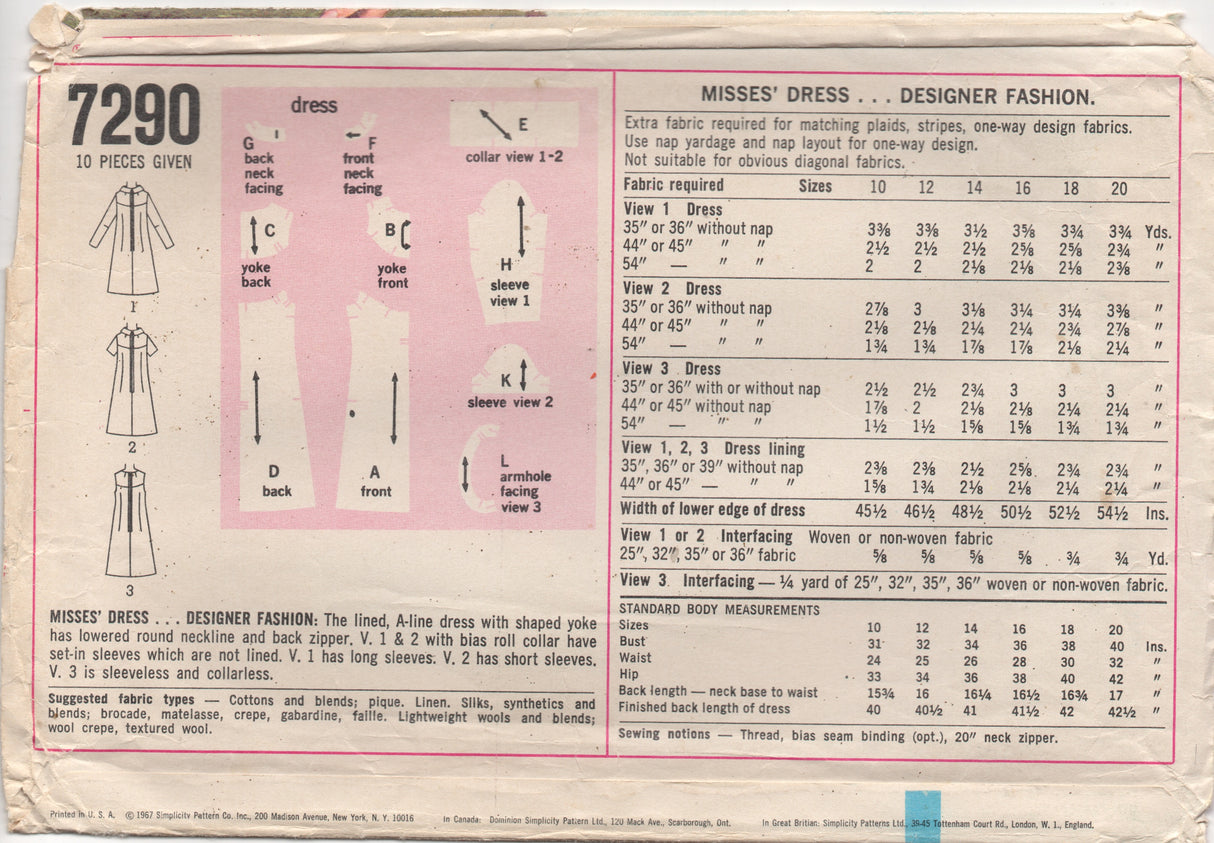 7290
10 PIECES GIVEN
1
2
3
dress
G
back
neck
facing
F
front
neck
facing
E
collar view 1-2
C
yoke
back
B
yoke
front
H
sleeve
view 1
K
sleeve view 2
D
back
A
front
L
armhole
facing
view 3
MISSES' DRESS . . . DESIGNER FASHION: The lined, A-line dress with shaped yoke
has lowered round neckline and back zipper. V. 1 & 2 with bias roll collar have
set-in sleeves which are not lined. V. 1 has long sleeves. V. 2 has short sleeves.
V. 3 is sleeveless and collarless.
Suggested fabric types — Cottons and blends; pique. Linen. Silks, synthetics and
blends; brocade, matelasse, crepe, gabardine, faille. Lightweight wools and blends;
wool crepe, textured wool.
MISSES' DRESS . . . DESIGNER FASHION.
Extra fabric required for matching plaids, stripes, one-way design fabrics.
Use nap yardage and nap layout for one-way design.
Not suitable for obvious diagonal fabrics.
Fabric required Sizes 10 12 14 16 18 20
View 1 Dress
35" or 36" without nap 3⅜ 3⅜ 3½ 3⅝ 3¾ 3¾ Yds.
44" or 45" " " 2½ 2½ 2½ 2⅝ 2⅝ 2¾ "
54" — " " 2 2 2⅛ 2⅛ 2⅛ 2⅜ "
View 2 Dress
35" or 36" without nap 2⅞ 3 3⅛ 3¼ 3¼ 3⅜ "
44" or 45" " " 2⅛ 2⅛ 2¼ 2¼ 2¾ 2⅞ "
54" — " " 1¾ 1¾ 1⅞ 1⅞ 2⅛ 2¼ "
View 3 Dress
35" or 36" with or without nap 2½ 2½ 2¾ 3 3 3 "
44" or 45" without nap 1⅞ 2 2⅛ 2⅛ 2¼ 2¼ "
54" — " " 1½ 1½ 1⅝ 1⅝ 1¾ 1¾ "
View 1, 2, 3 Dress lining
35", 36" or 39" without nap 2⅜ 2⅜ 2½ 2⅝ 2¾ 2¾ "
44" or 45" — " " 1⅝ 1¾ 2⅛ 2⅛ 2¼ 2¼ "
Width of lower edge of dress 45½ 46½ 48½ 50½ 52½ 54½ Ins.
View 1 or 2 Interfacing Woven or non-woven fabric
25", 32", 35" or 36" fabric ⅝ ⅝ ⅝ ⅝ ¾ ¾ Yd.
View 3 Interfacing — ¼ yard of 25", 32", 35", 36" woven or non-woven fabric.
STANDARD BODY MEASUREMENTS
Sizes 10 12 14 16 18 20
Bust 31 32 34 36 38 40 Ins.
Waist 24 25 26 28 30 32 "
Hip 33 34 36 38 40 42 "
Back length — neck base to waist 15¾ 16 16¼ 16½ 16¾ 17 "
Finished back length of dress 40 40½ 41 41½ 42 42½ "
Sewing notions — Thread, bias seam binding (opt.), 20" neck zipper.
Printed in U. S. A. © 1967 Simplicity Pattern Co. Inc., 200 Madison Avenue, New York, N. Y. 10016 In Canada: Dominion Simplicity Pattern Ltd., 120 Mack Ave., Scarborough, Ont. In Great Britian: Simplicity Patterns Ltd., 39-45 Tottenham Court Rd., London, W. 1., England.